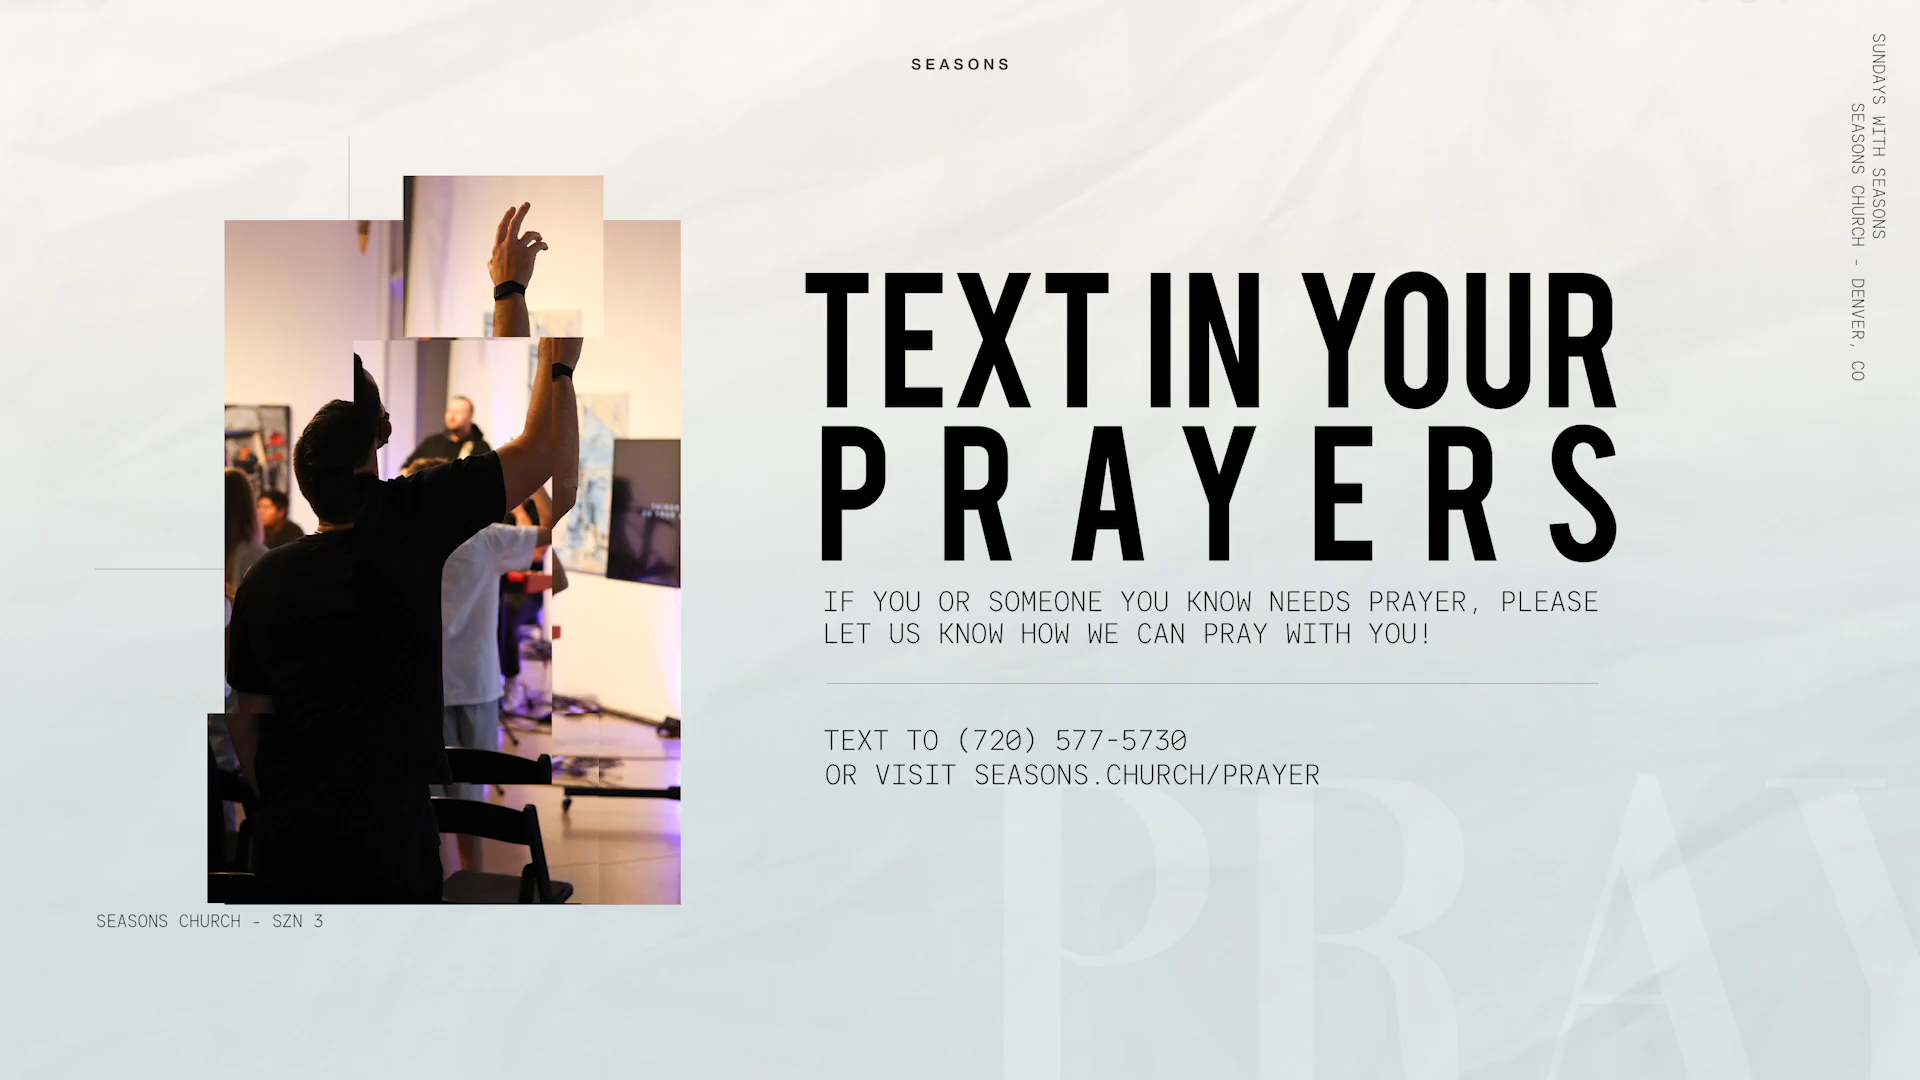 SEASONS
SUNDAYS WITH SEASONS
SEASONS CHURCH - DENVER, CO
TEXT IN YOUR
PRAYERS
IF YOU OR SOMEONE YOU KNOW NEEDS PRAYER, PLEASE
LET US KNOW HOW WE CAN PRAY WITH YOU!
TEXT TO (720) 577-5730
OR VISIT SEASONS.CHURCH/PRAYER
PRAY
SEASONS CHURCH - SZN 3